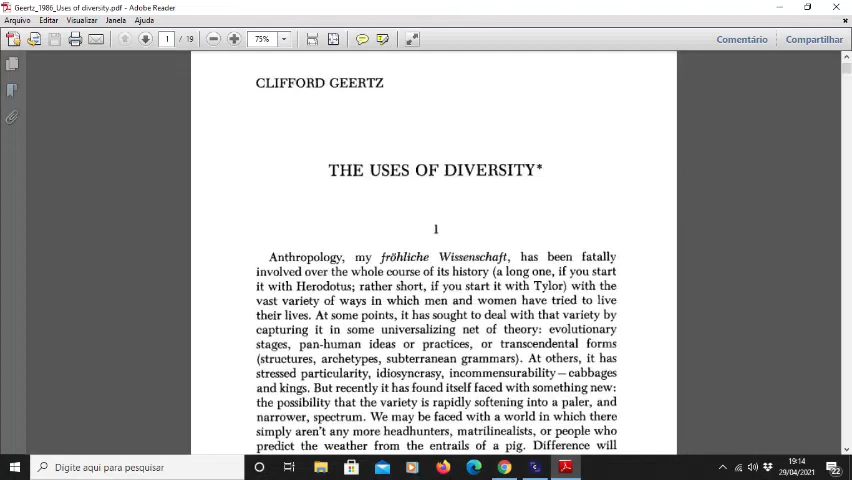 Geertz_1986_Uses of diversity.pdf - Adobe Reader
Arquivo Editar Visualizar Janela Ajuda
1 / 19 75% Comentário Compartilhar
CLIFFORD GEERTZ
THE USES OF DIVERSITY*
1
Anthropology, my fröhliche Wissenschaft, has been fatally
involved over the whole course of its history (a long one, if you start
it with Herodotus; rather short, if you start it with Tylor) with the
vast variety of ways in which men and women have tried to live
their lives. At some points, it has sought to deal with that variety by
capturing it in some universalizing net of theory: evolutionary
stages, pan-human ideas or practices, or transcendental forms
(structures, archetypes, subterranean grammars). At others, it has
stressed particularity, idiosyncrasy, incommensurability—cabbages
and kings. But recently it has found itself faced with something new:
the possibility that the variety is rapidly softening into a paler, and
narrower, spectrum. We may be faced with a world in which there
simply aren't any more headhunters, matrilinealists, or people who
predict the weather from the entrails of a pig. Difference will
Digite aqui para pesquisar
19:14
29/04/2021
22